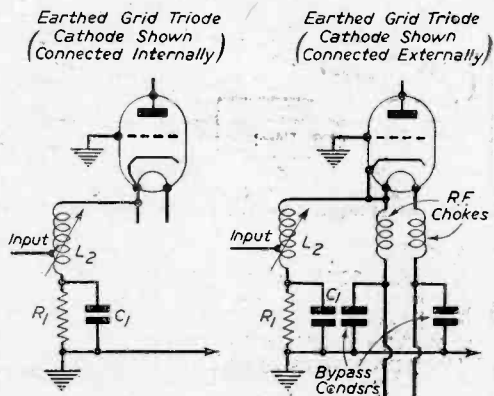 Earthed Grid Triode
Cathode Shown
(Connected Internally)
Earthed Grid Triode
Cathode Shown
(Connected Externally)
Input
L2
R1
C1
R.F.
Chokes
Input
L2
R1
C1
Bypass
Condsr's